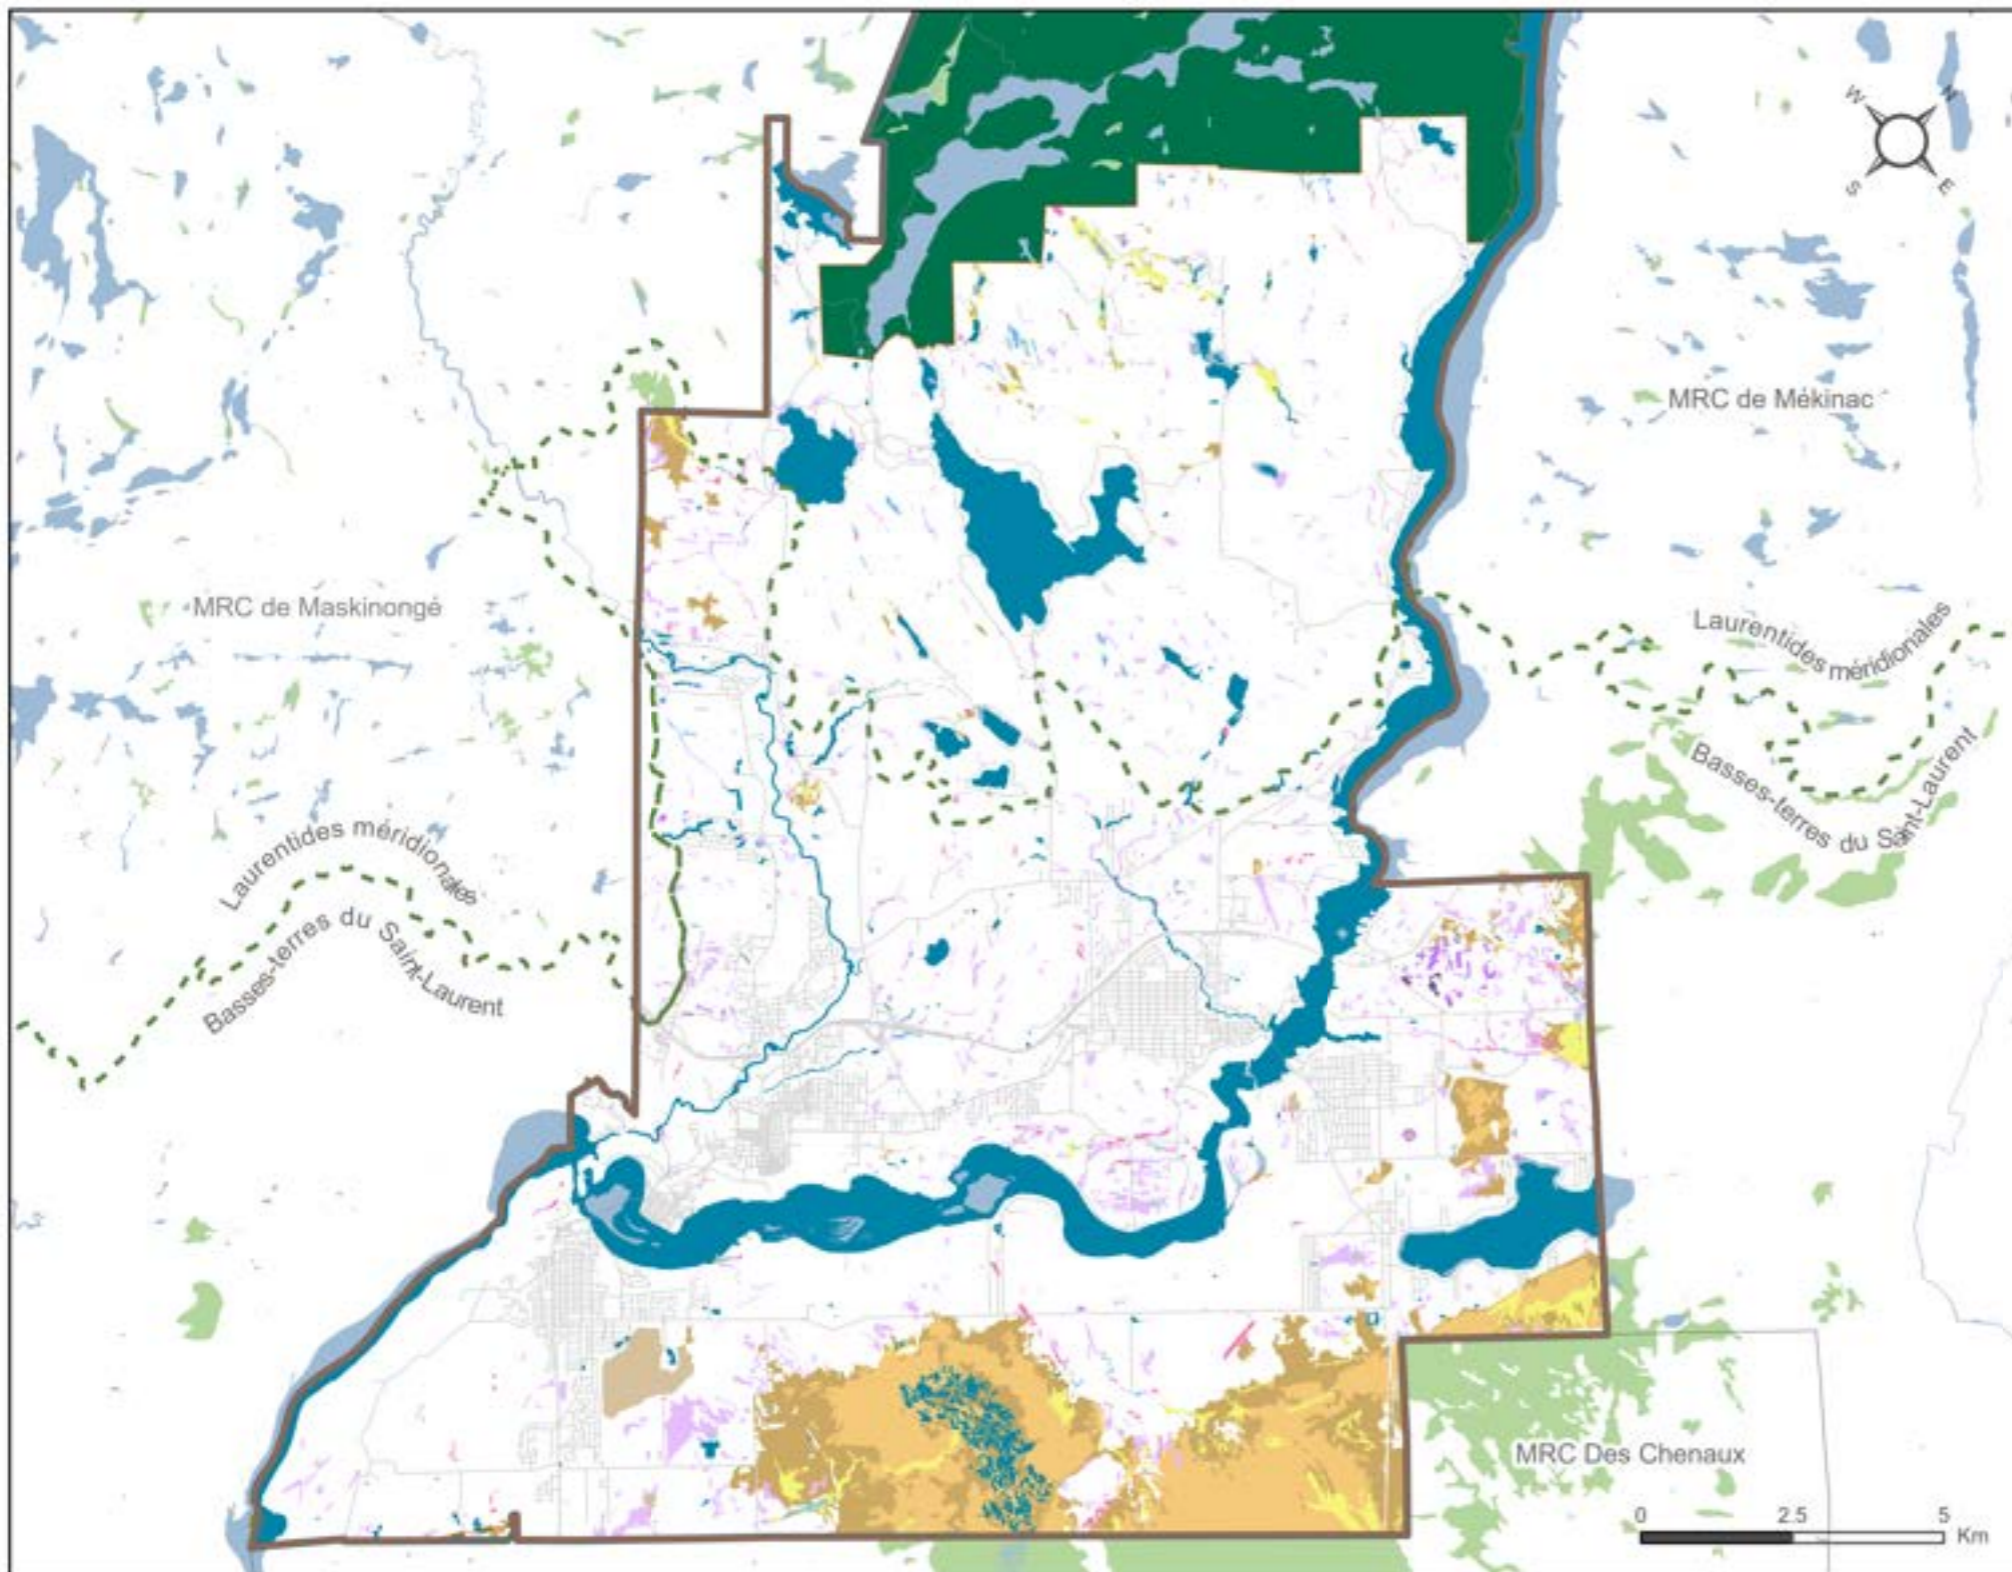 W
N
S
E
MRC de Mékinac
MRC de Maskinongé
Laurentides méridionales
Basses-terres du Saint-Laurent
Laurentides méridionales
Basses-terres du Saint-Laurent
MRC Des Chenaux
0 2.5 5
Km